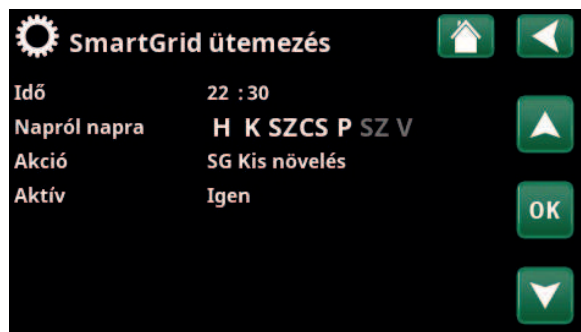 SmartGrid ütemezés
Idő 22 :30
Napról napra H K SZCS P SZ V
Akció SG Kis növelés
Aktív Igen
OK